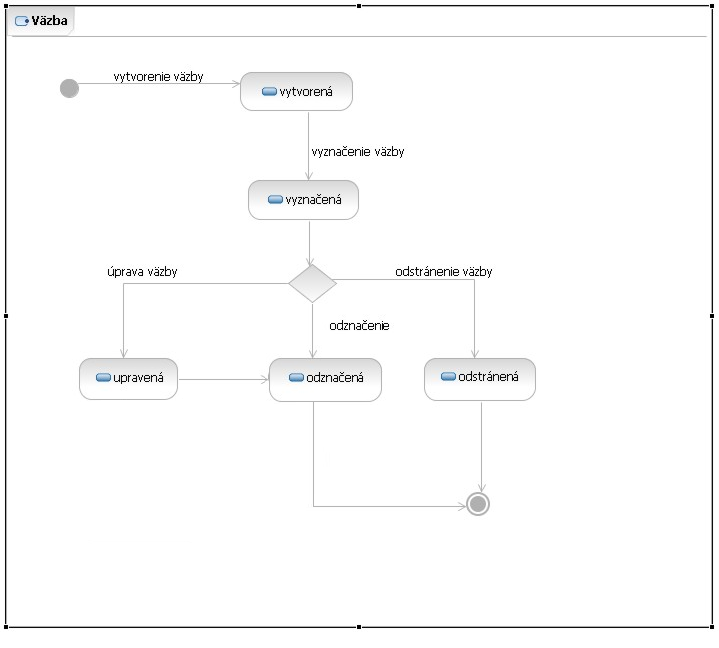 Väzba
vytvorenie väzby
vytvorená
vyznačenie väzby
vyznačená
úprava väzby
odstránenie väzby
odznačenie
upravená
odznačená
odstránená